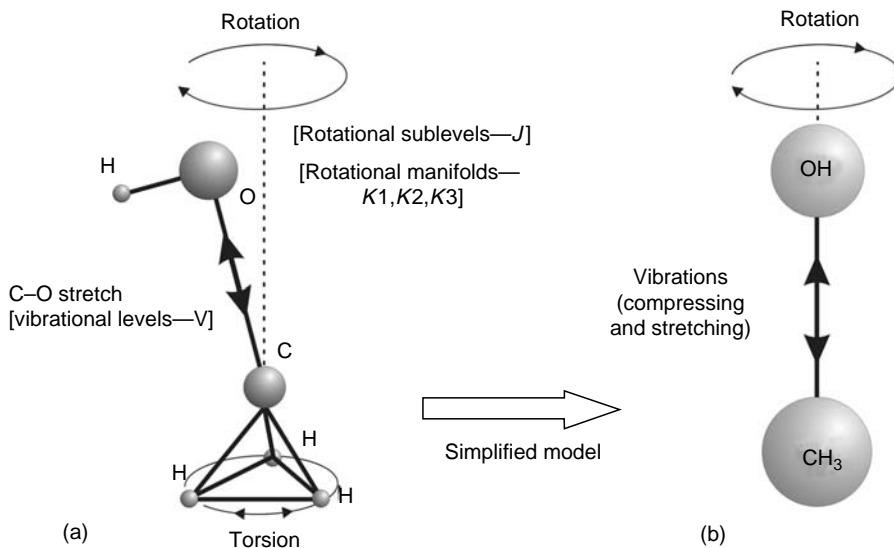 Rotation
[Rotational sublevels—J]
[Rotational manifolds—
K1,K2,K3]
H
O
C–O stretch
[vibrational levels—V]
C
H
H
H
Torsion
(a)
Simplified model
Rotation
OH
Vibrations
(compressing
and stretching)
CH₃
(b)